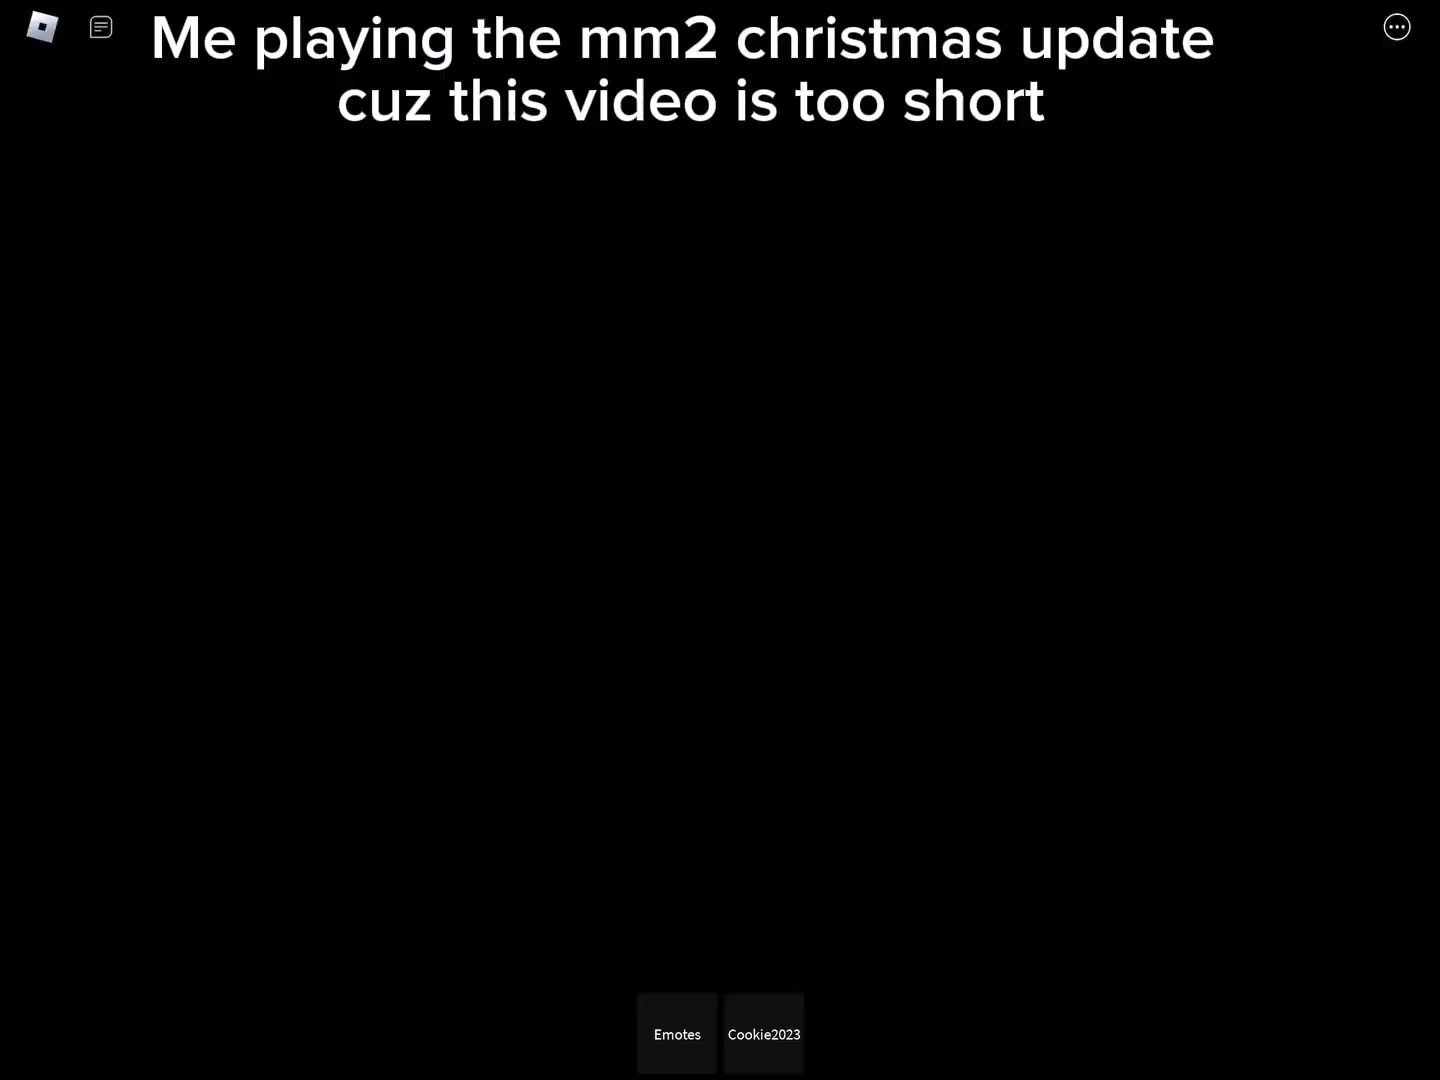 Me playing the mm2 christmas update
cuz this video is too short
Emotes
Cookie2023